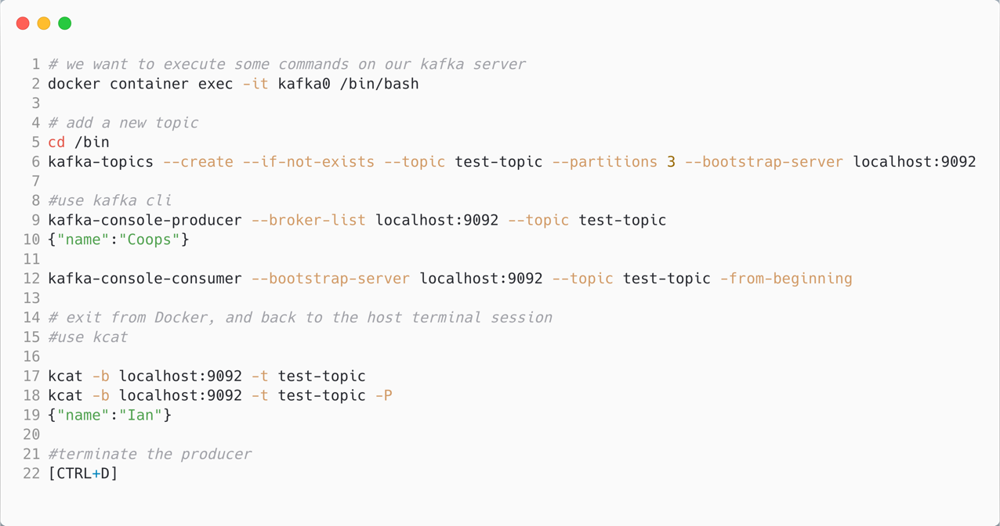 1 # we want to execute some commands on our kafka server
2 docker container exec -it kafka0 /bin/bash
3
4 # add a new topic
5 cd /bin
6 kafka-topics --create --if-not-exists --topic test-topic --partitions 3 --bootstrap-server localhost:9092
7
8 #use kafka cli
9 kafka-console-producer --broker-list localhost:9092 --topic test-topic
10 {"name":"Coops"}
11
12 kafka-console-consumer --bootstrap-server localhost:9092 --topic test-topic -from-beginning
13
14 # exit from Docker, and back to the host terminal session
15 #use kcat
16
17 kcat -b localhost:9092 -t test-topic
18 kcat -b localhost:9092 -t test-topic -P
19 {"name":"Ian"}
20
21 #terminate the producer
22 [CTRL+D]